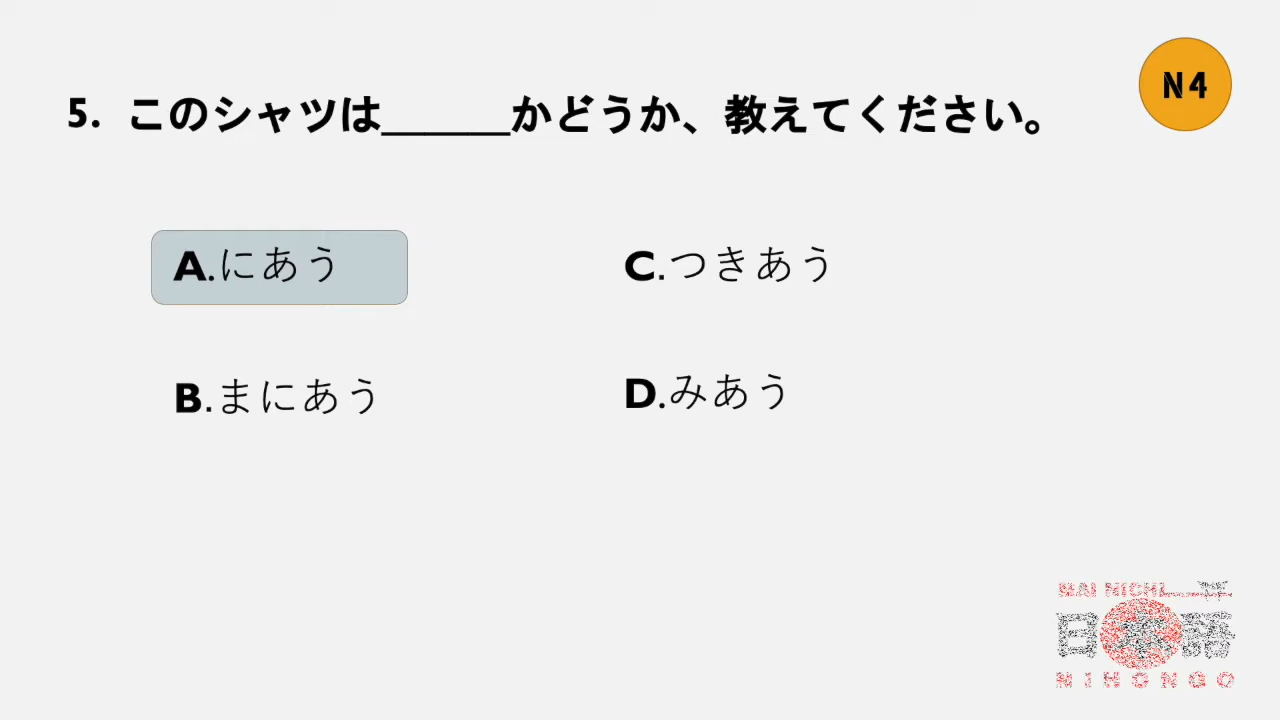 N4
5. このシャツは______かどうか、教えてください。
A.にあう
C.つきあう
B.まにあう
D.みあう
MAI NICHI
日本語
NIHONGO